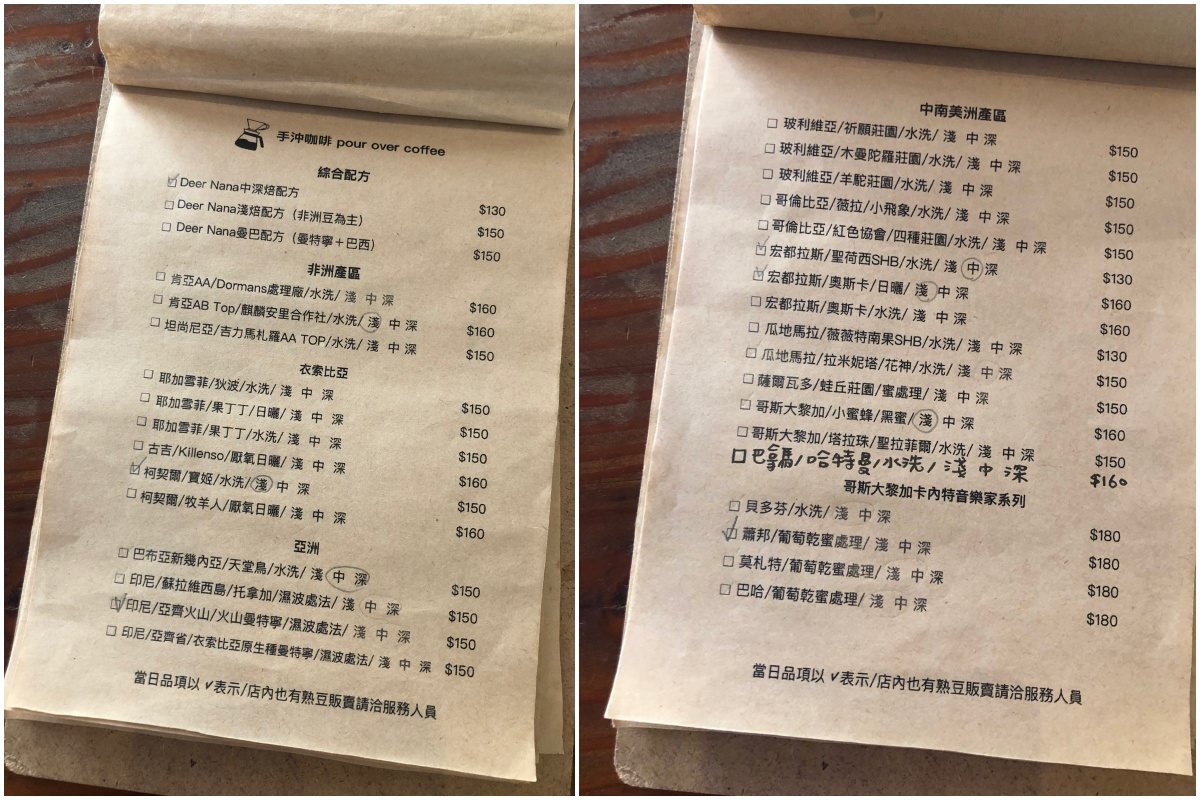 手沖咖啡 pour over coffee
綜合配方
☑ Deer Nana中深焙配方 $130
□ Deer Nana淺焙配方（非洲豆為主） $150
□ Deer Nana曼巴配方（曼特寧＋巴西） $150
非洲產區
□ 肯亞AA/Dormans處理廠/水洗/ 淺 中 深 $160
□ 肯亞AB Top/麒麟安里合作社/水洗/ 淺 中 深 $160
□ 坦尚尼亞/吉力馬札羅AA TOP/水洗/ 淺 中 深 $150
衣索比亞
□ 耶加雪菲/狄波/水洗/ 淺 中 深 $150
□ 耶加雪菲/果丁丁/日曬/ 淺 中 深 $150
□ 耶加雪菲/果丁丁/水洗/ 淺 中 深 $150
□ 古吉/Killenso/厭氧日曬/ 淺 中 深 $160
☑ 柯契爾/寶姬/水洗/ 淺 中 深 $150
□ 柯契爾/牧羊人/厭氧日曬/ 淺 中 深 $160
亞洲
□ 巴布亞新幾內亞/天堂鳥/水洗/ 淺 中 深 $150
□ 印尼/蘇拉維西島/托拿加/濕波處法/ 淺 中 深 $150
☑ 印尼/亞齊火山/火山曼特寧/濕波處法/ 淺 中 深 $150
□ 印尼/亞齊省/衣索比亞原生種曼特寧/濕波處法/ 淺 中 深 $150
當日品項以 ✓表示/店內也有熟豆販賣請洽服務人員
中南美洲產區
□ 玻利維亞/祈願莊園/水洗/ 淺 中 深 $150
□ 玻利維亞/木曼陀羅莊園/水洗/ 淺 中 深 $150
□ 玻利維亞/羊駝莊園/水洗/ 淺 中 深 $150
□ 哥倫比亞/薇拉/小飛象/水洗/ 淺 中 深 $150
□ 哥倫比亞/紅色協會/四種莊園/水洗/ 淺 中 深 $150
☑ 宏都拉斯/聖荷西SHB/水洗/ 淺 中 深 $130
☑ 宏都拉斯/奧斯卡/日曬/ 淺 中 深 $160
□ 宏都拉斯/奧斯卡/水洗/ 淺 中 深 $160
□ 瓜地馬拉/薇薇特南果SHB/水洗/ 淺 中 深 $130
□ 瓜地馬拉/拉米妮塔/花神/水洗/ 淺 中 深 $150
□ 薩爾瓦多/蛙丘莊園/蜜處理/ 淺 中 深 $150
□ 哥斯大黎加/小蜜蜂/黑蜜/ 淺 中 深 $160
□ 哥斯大黎加/塔拉珠/聖拉菲爾/水洗/ 淺 中 深 $150
□ 巴拿馬/哈特曼/水洗/ 淺 中 深 $160
哥斯大黎加卡內特音樂家系列
□ 貝多芬/水洗/ 淺 中 深 $180
☑ 蕭邦/葡萄乾蜜處理/ 淺 中 深 $180
□ 莫札特/葡萄乾蜜處理/ 淺 中 深 $180
□ 巴哈/葡萄乾蜜處理/ 淺 中 深 $180
當日品項以 ✓表示/店內也有熟豆販賣請洽服務人員